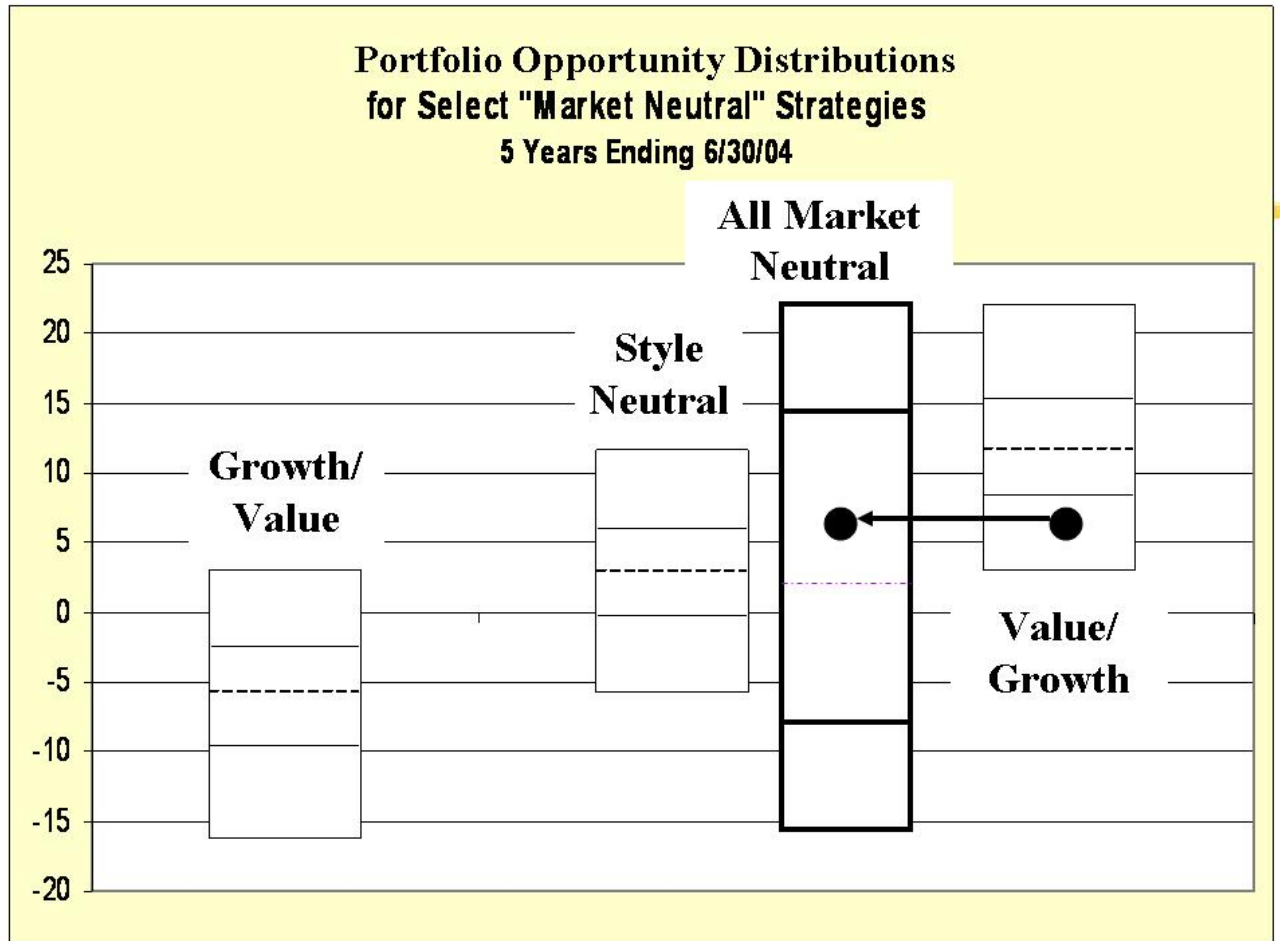 Portfolio Opportunity Distributions
for Select "Market Neutral" Strategies
5 Years Ending 6/30/04
All Market
Neutral
Style
Neutral
Growth/
Value
Value/
Growth
25
20
15
10
5
0
-5
-10
-15
-20